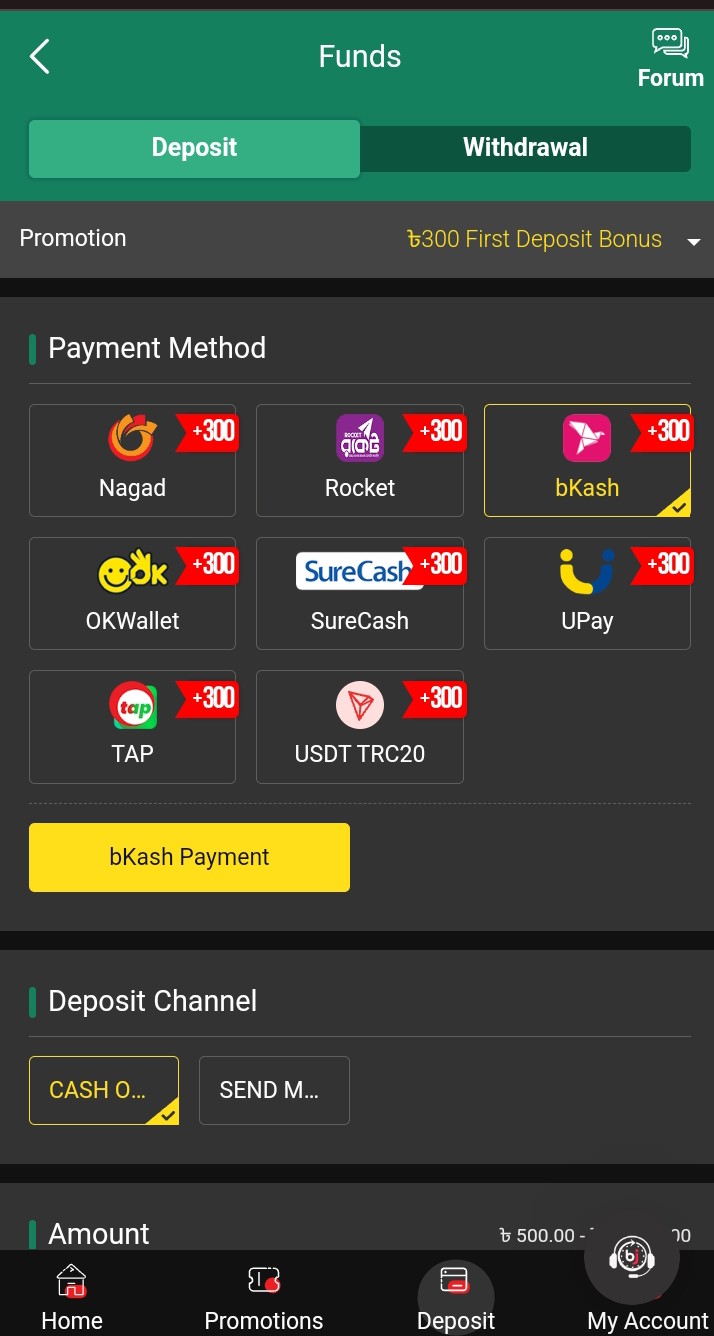 Funds
Forum
Deposit
Withdrawal
Promotion
৳300 First Deposit Bonus
Payment Method
+300
Nagad
ROCKET
রকেট
+300
Rocket
+300
bKash
OK
+300
OKWallet
SureCash
+300
SureCash
+300
UPay
tap
+300
TAP
+300
USDT TRC20
bKash Payment
Deposit Channel
CASH O...
SEND M...
Amount
৳ 500.00 -
00
bj
Home
Promotions
Deposit
My Account